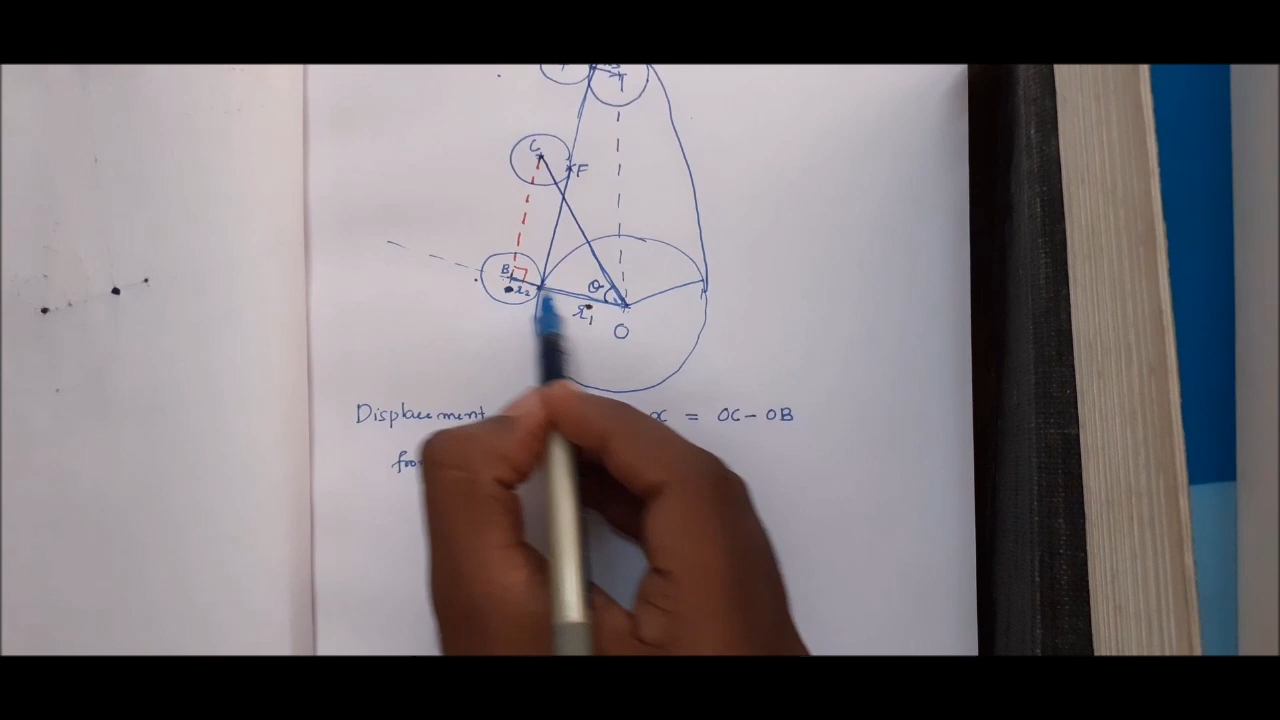 C
F
B
r2
θ
r1
O
Displacement x = OC - OB